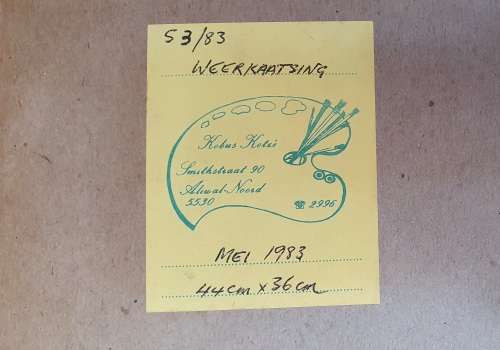 53/83
WEERKAATSING
Kobus Kotzé
Smithstraat 90
Aliwal-Noord
5530
☎ 2996
MEI 1983
44cm x 36cm